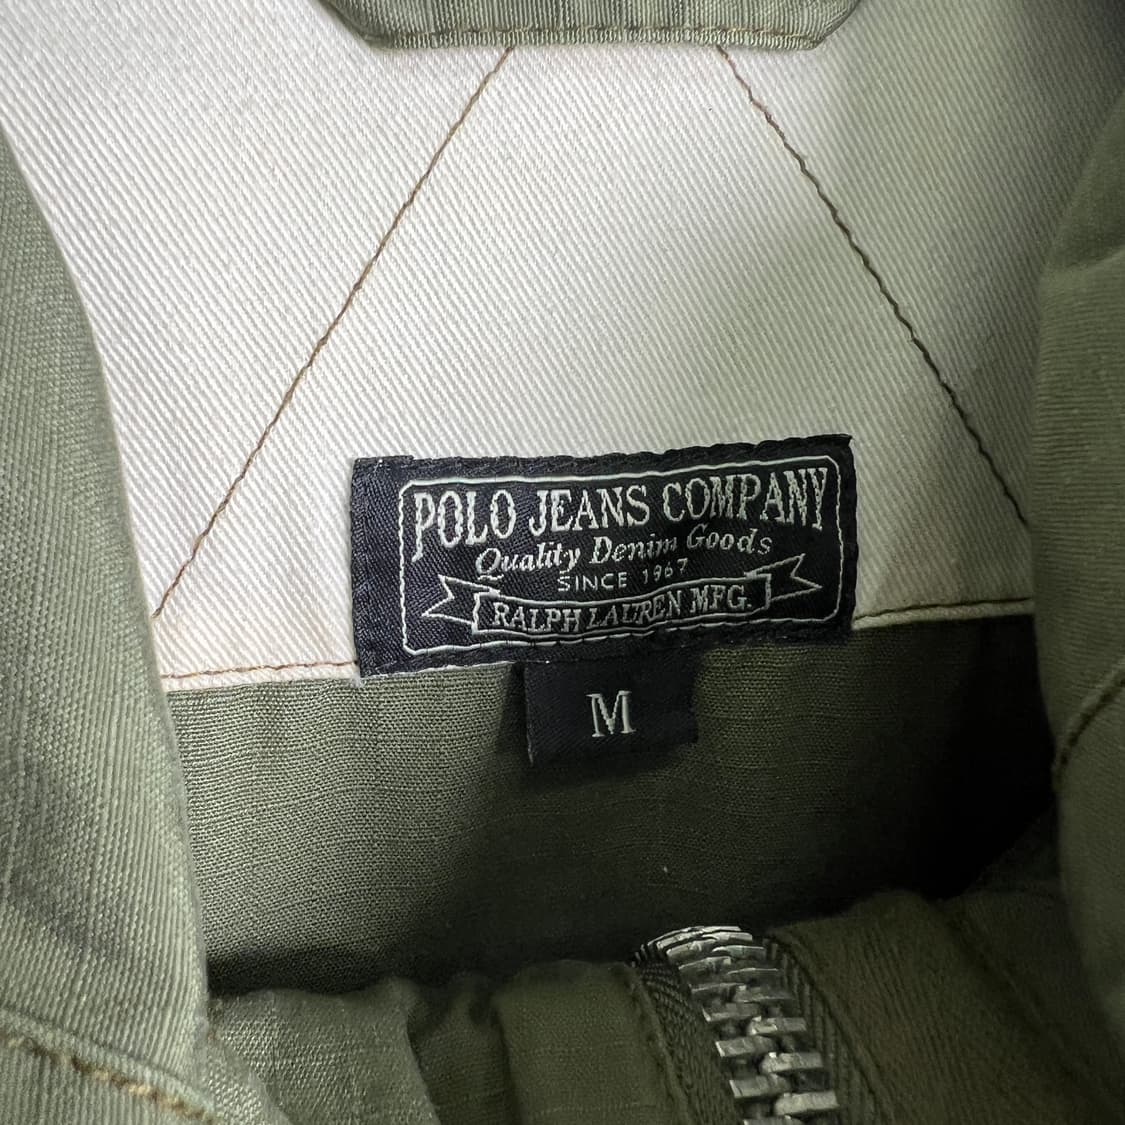 POLO JEANS COMPANY
Quality Denim Goods
SINCE 1967
RALPH LAUREN MFG.
M